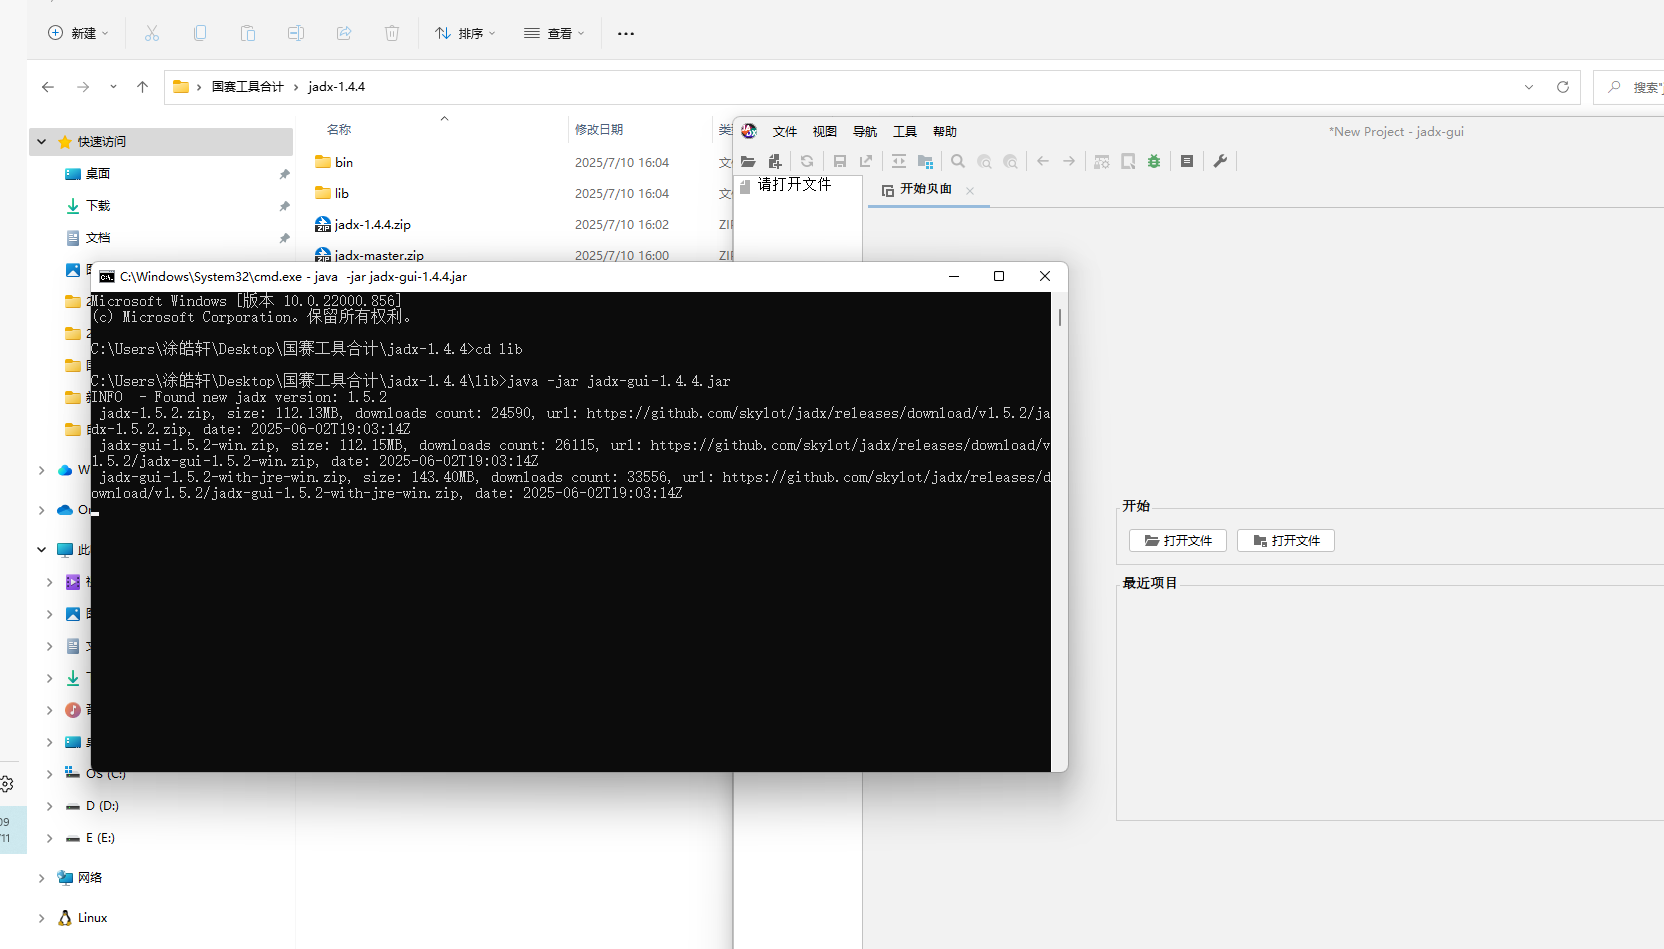 新建
排序
查看
国赛工具合计 › jadx-1.4.4
搜索"j
名称
修改日期
快速访问
桌面
下载
文档
bin
2025/7/10 16:04
文
lib
2025/7/10 16:04
文
jadx-1.4.4.zip
2025/7/10 16:02
ZIP
jadx-master.zip
2025/7/10 16:00
ZIP
文件
视图
导航
工具
帮助
*New Project - jadx-gui
请打开文件
开始页面
C:\Windows\System32\cmd.exe - java  -jar jadx-gui-1.4.4.jar
Microsoft Windows [版本 10.0.22000.856]
(c) Microsoft Corporation。保留所有权利。
C:\Users\涂皓轩\Desktop\国赛工具合计\jadx-1.4.4>cd lib
C:\Users\涂皓轩\Desktop\国赛工具合计\jadx-1.4.4\lib>java -jar jadx-gui-1.4.4.jar
INFO  - Found new jadx version: 1.5.2
jadx-1.5.2.zip, size: 112.13MB, downloads count: 24590, url: https://github.com/skylot/jadx/releases/download/v1.5.2/ja
dx-1.5.2.zip, date: 2025-06-02T19:03:14Z
jadx-gui-1.5.2-win.zip, size: 112.15MB, downloads count: 26115, url: https://github.com/skylot/jadx/releases/download/v
1.5.2/jadx-gui-1.5.2-win.zip, date: 2025-06-02T19:03:14Z
jadx-gui-1.5.2-with-jre-win.zip, size: 143.40MB, downloads count: 33556, url: https://github.com/skylot/jadx/releases/d
ownload/v1.5.2/jadx-gui-1.5.2-with-jre-win.zip, date: 2025-06-02T19:03:14Z
开始
打开文件
打开文件
最近项目
W
On
此
OS (C:)
D (D:)
E (E:)
网络
Linux
09
/11